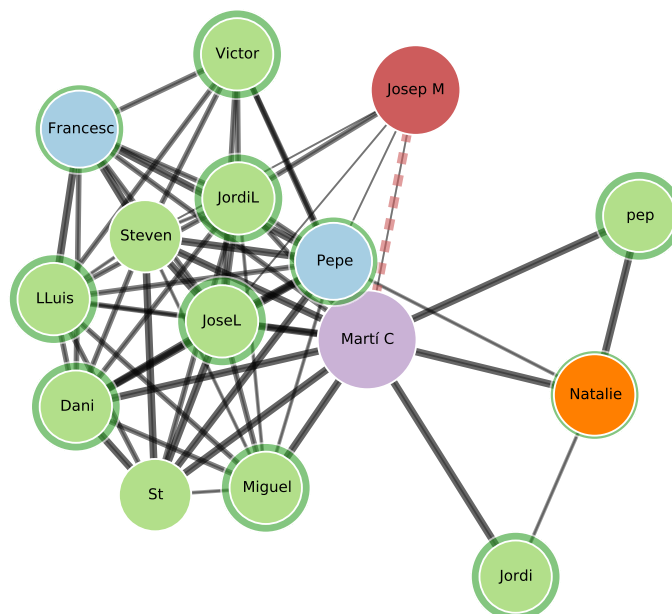 Victor
Josep M
Francesc
JordiL
pep
Steven
Pepe
LLuis
JoseL
Martí C
Natalie
Dani
Miguel
St
Jordi